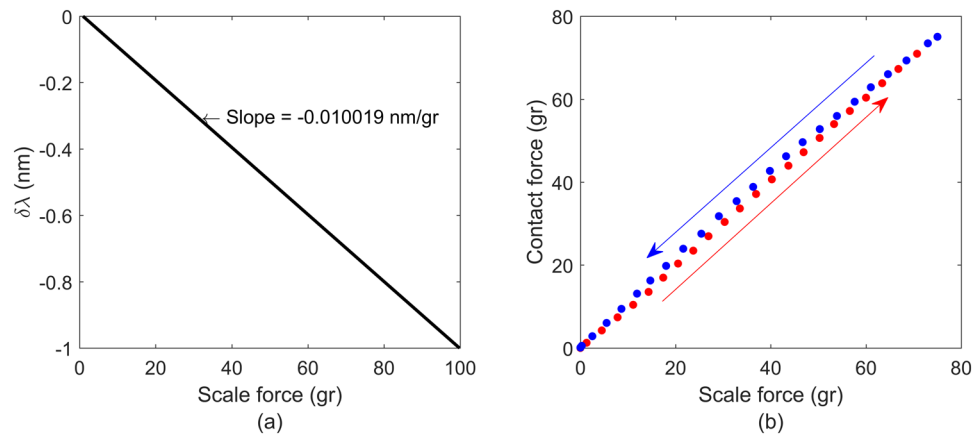 0
-0.2
-0.4
-0.6
-0.8
-1
δλ (nm)
← Slope = -0.010019 nm/gr
0 20 40 60 80 100
Scale force (gr)
(a)
80
60
40
20
0
Contact force (gr)
0 20 40 60 80
Scale force (gr)
(b)